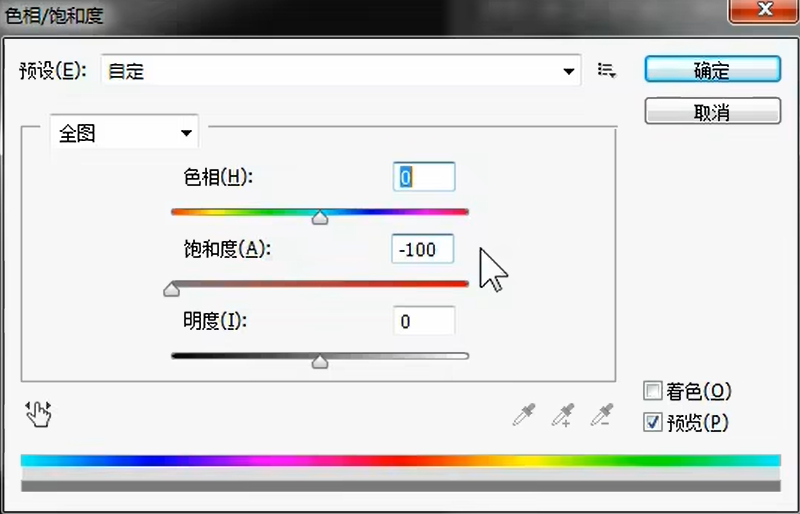 色相/饱和度
预设(E): 自定
确定
取消
全图
色相(H): 0
饱和度(A): -100
明度(I): 0
着色(O)
预览(P)